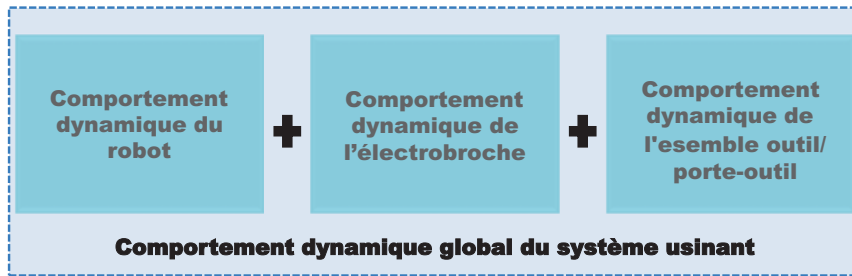 Comportement
dynamique du
robot
Comportement
dynamique de
l’électrobroche
Comportement
dynamique de
l'esemble outil/
porte-outil
Comportement dynamique global du système usinant